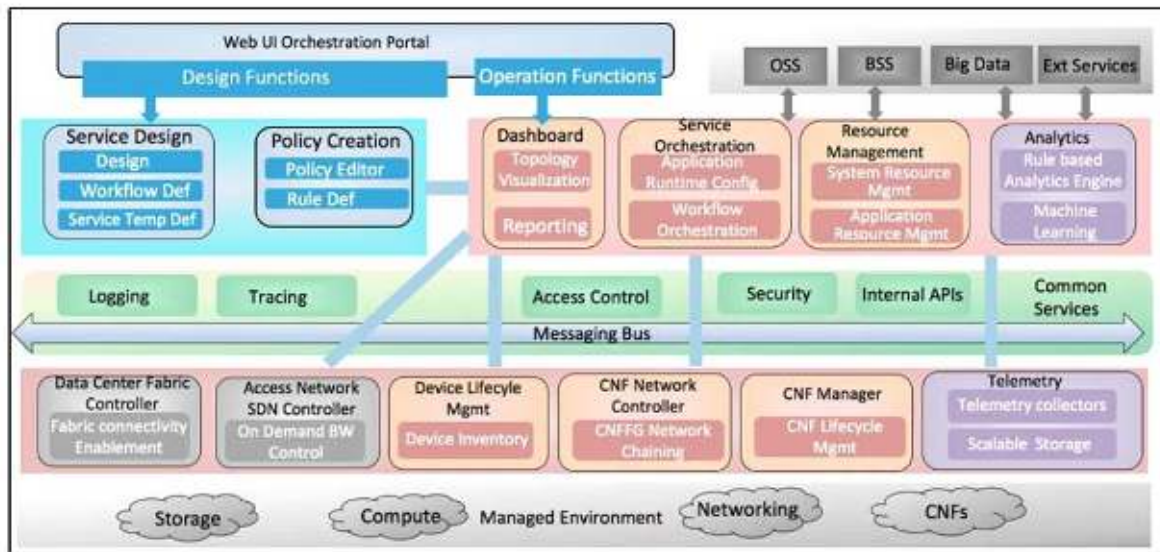 Web UI Orchestration Portal
Design Functions
Operation Functions
OSS
BSS
Big Data
Ext Services
Service Design
Design
Workflow Def
Service Temp Def
Policy Creation
Policy Editor
Rule Def
Dashboard
Topology
Visualization
Reporting
Service
Orchestration
Application
Runtime Config
Workflow
Orchestration
Resource
Management
System Resource
Mgmt
Application
Resource Mgmt
Analytics
Rule based
Analytics Engine
Machine
Learning
Logging
Tracing
Access Control
Security
Internal APIs
Common
Services
Messaging Bus
Data Center Fabric
Controller
Fabric connectivity
Enablement
Access Network
SDN Controller
On Demand BW
Control
Device Lifecyle
Mgmt
Device Inventory
CNF Network
Controller
CNFFG Network
Chaining
CNF Manager
CNF Lifecycle
Mgmt
Telemetry
Telemetry collectors
Scalable Storage
Storage
Compute
Managed Environment
Networking
CNFs